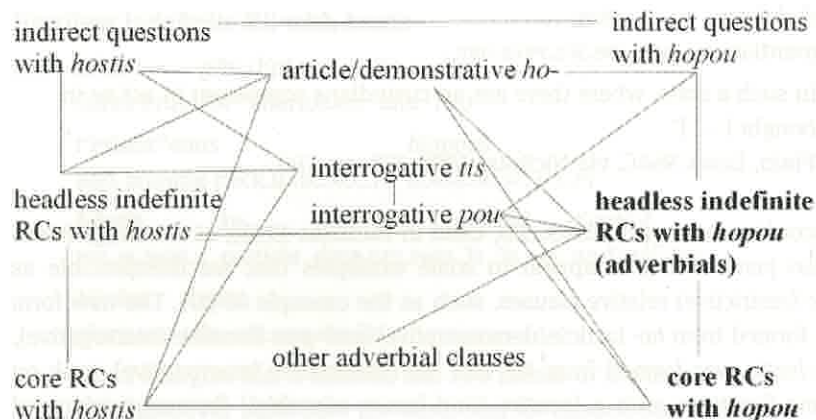 indirect questions
with hostis
indirect questions
with hopou
article/demonstrative ho-
interrogative tis
interrogative pou
headless indefinite
RCs with hostis
headless indefinite
RCs with hopou
(adverbials)
other adverbial clauses
core RCs
with hostis
core RCs
with hopou